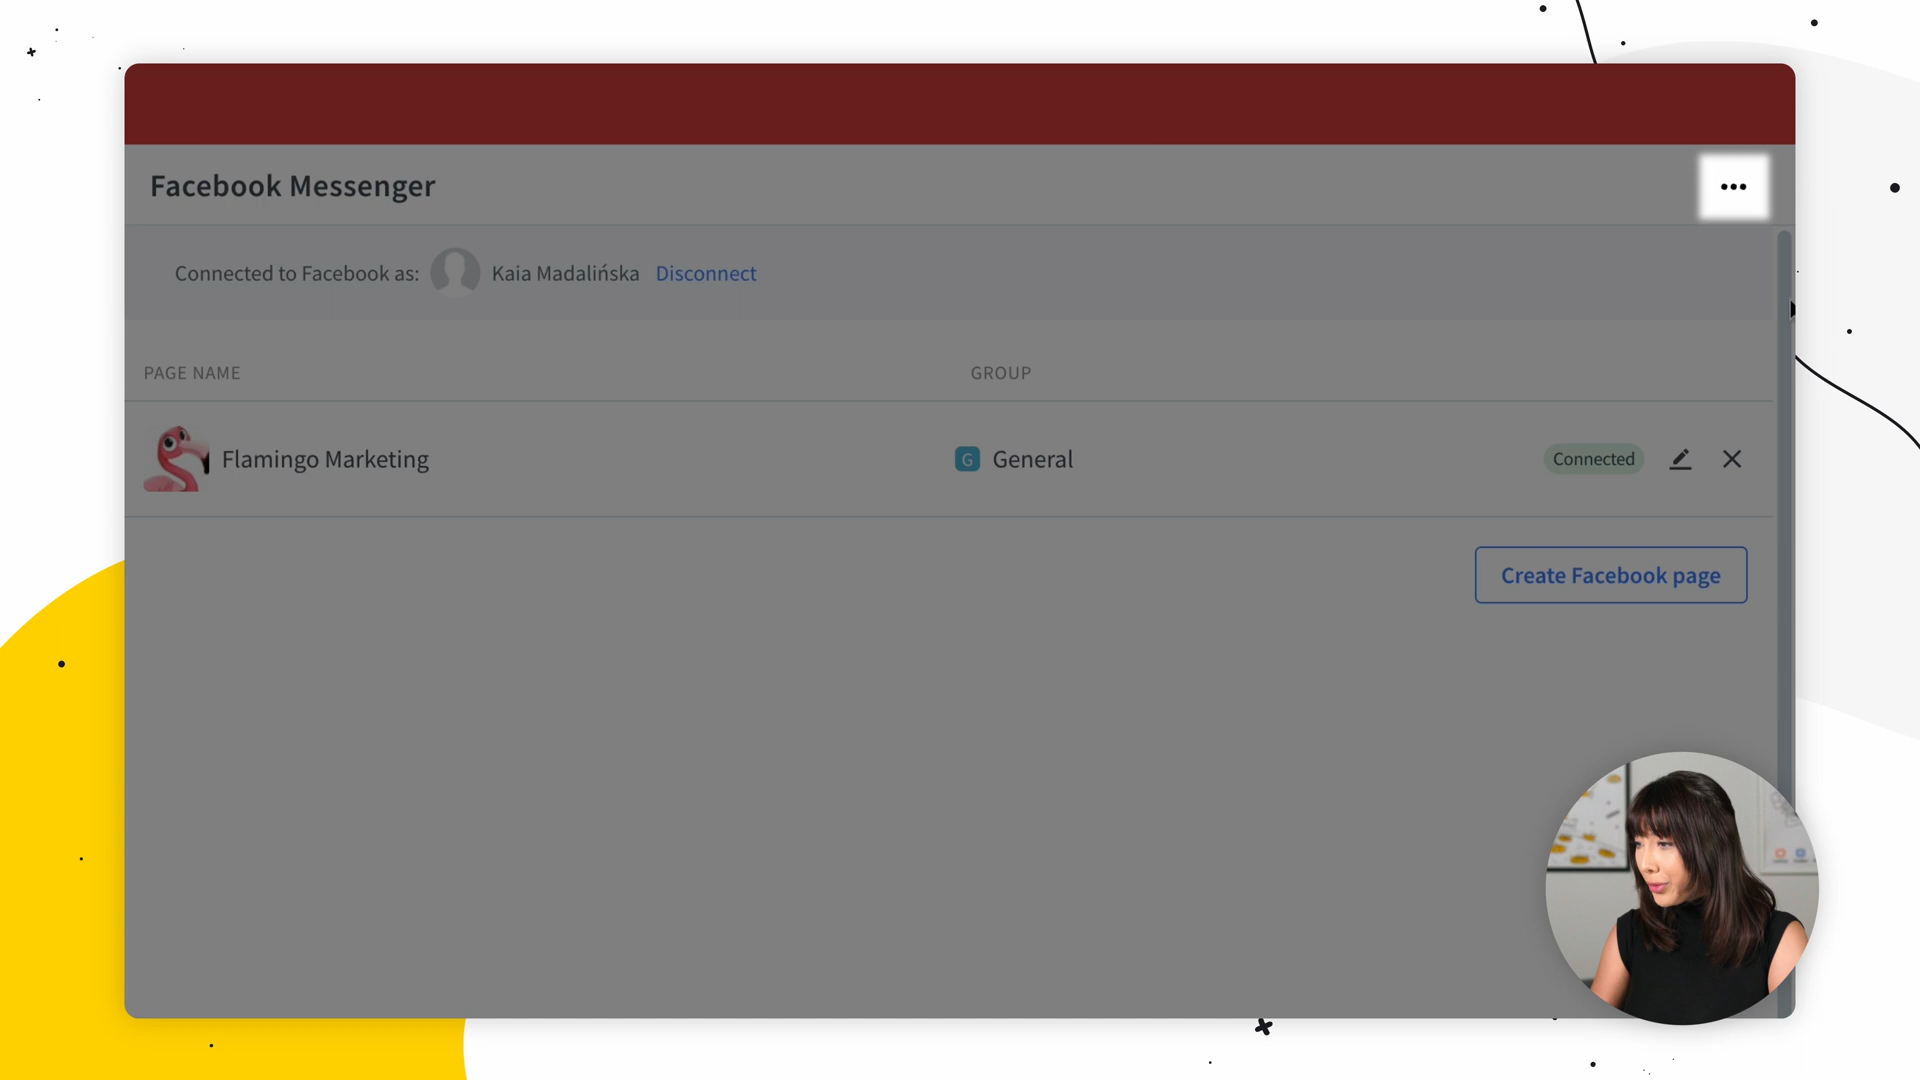 Facebook Messenger
Connected to Facebook as: Kaia Madalińska Disconnect
PAGE NAME GROUP
Flamingo Marketing G General Connected
Create Facebook page